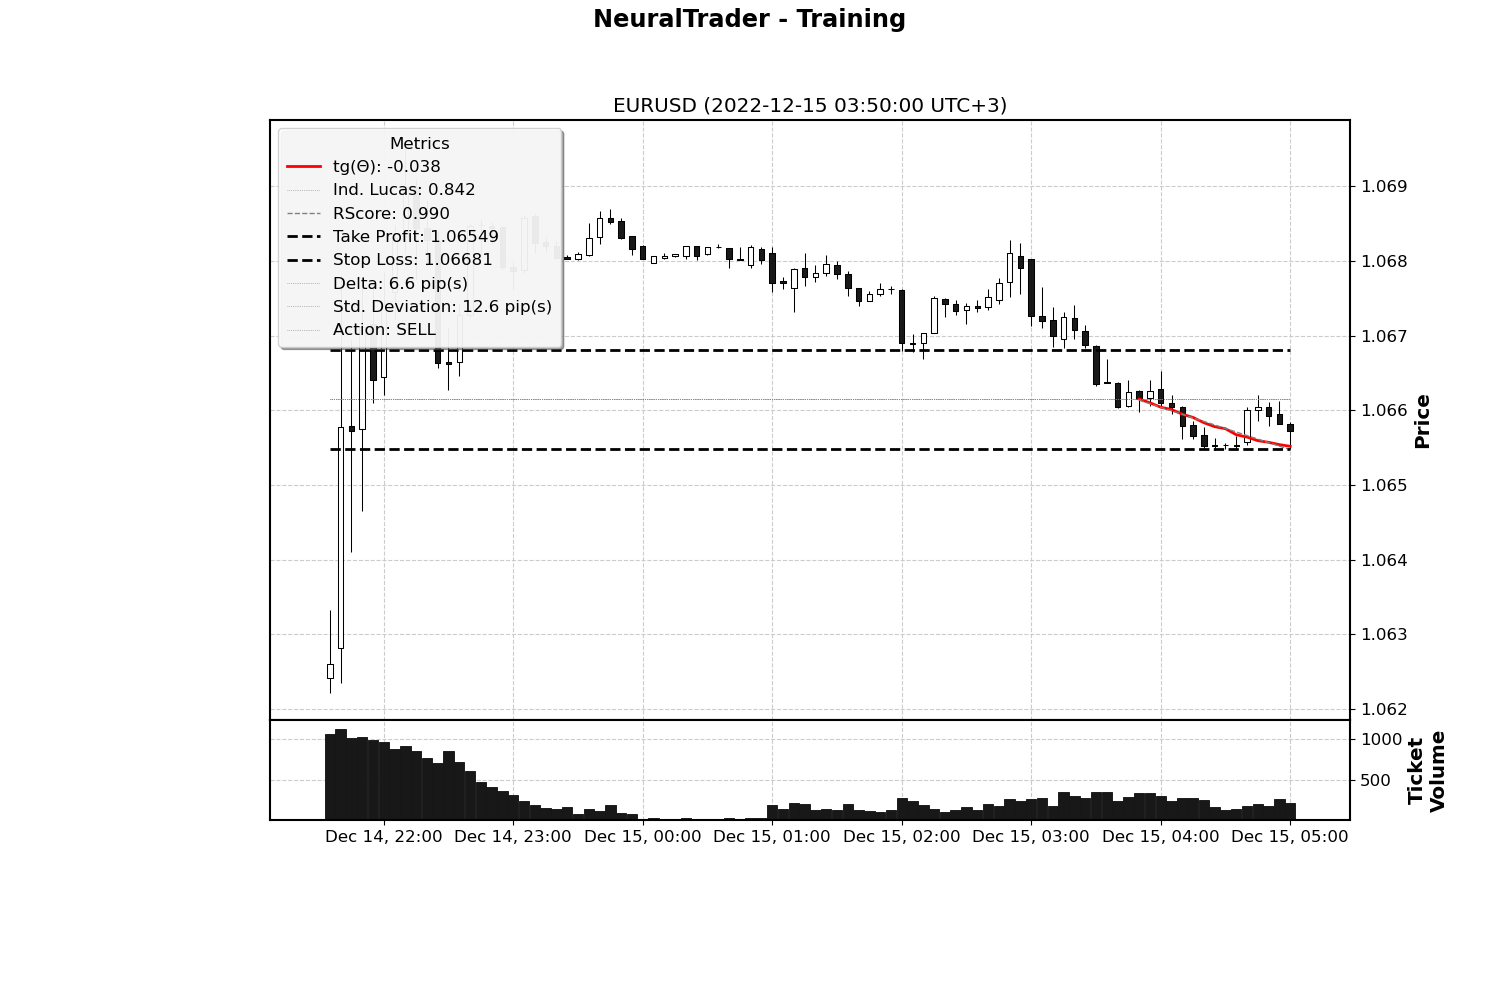 NeuralTrader - Training
EURUSD (2022-12-15 03:50:00 UTC+3)
Metrics
tg(Θ): -0.038
Ind. Lucas: 0.842
RScore: 0.990
Take Profit: 1.06549
Stop Loss: 1.06681
Delta: 6.6 pip(s)
Std. Deviation: 12.6 pip(s)
Action: SELL
1.069
1.068
1.067
1.066
1.065
1.064
1.063
1.062
Price
1000
500
Ticket
Volume
Dec 14, 22:00 Dec 14, 23:00 Dec 15, 00:00 Dec 15, 01:00 Dec 15, 02:00 Dec 15, 03:00 Dec 15, 04:00 Dec 15, 05:00